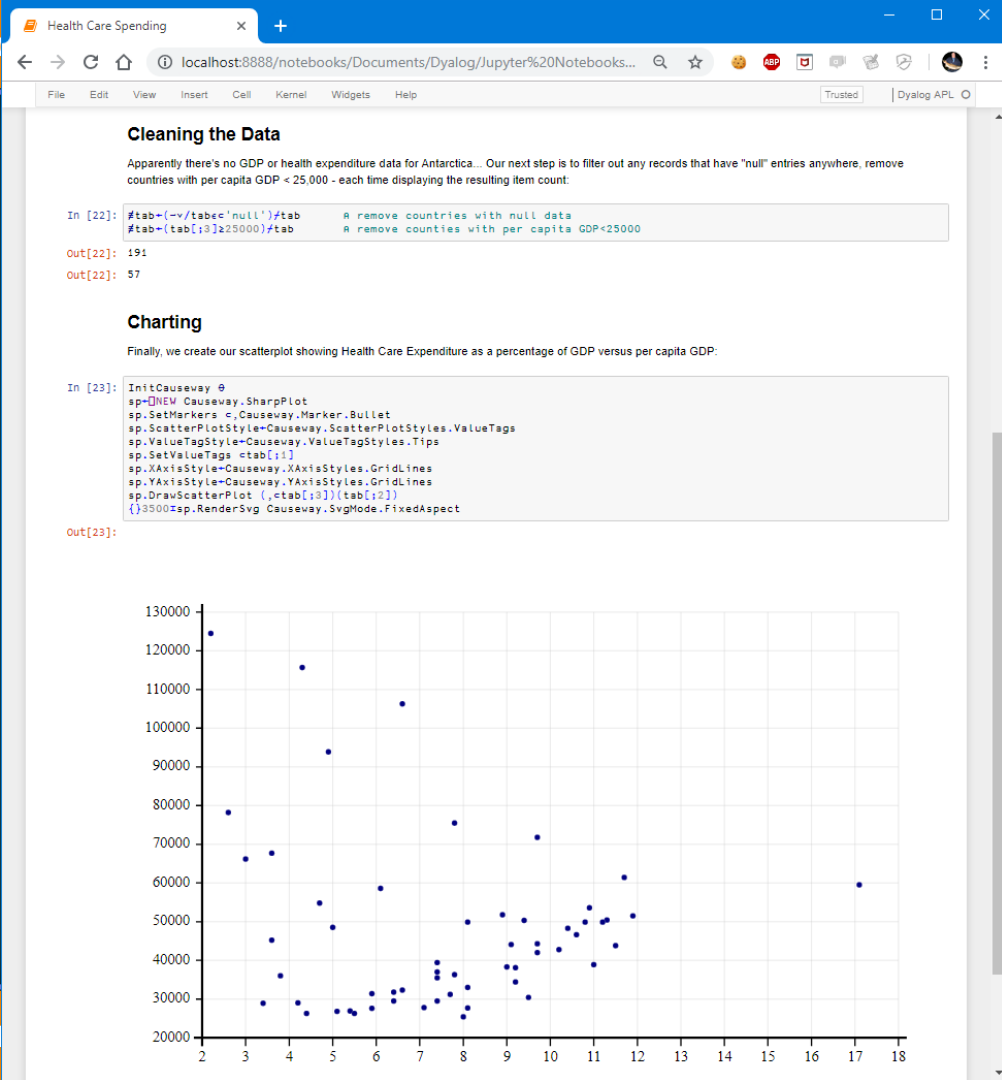 Health Care Spending
localhost:8888/notebooks/Documents/Dyalog/Jupyter%20Notebooks...
ABP
File Edit View Insert Cell Kernel Widgets Help
Trusted
Dyalog APL
Cleaning the Data
Apparently there's no GDP or health expenditure data for Antarctica... Our next step is to filter out any records that have "null" entries anywhere, remove
countries with per capita GDP < 25,000 - each time displaying the resulting item count:
In [22]:
≢tab←(~∨/tab∊⊂'null')⌿tab ⍝ remove countries with null data
≢tab←(tab[;3]≥25000)⌿tab ⍝ remove counties with per capita GDP<25000
Out[22]: 191
Out[22]: 57
Charting
Finally, we create our scatterplot showing Health Care Expenditure as a percentage of GDP versus per capita GDP:
In [23]:
InitCauseway ⍬
sp←⎕NEW Causeway.SharpPlot
sp.SetMarkers ⊂,Causeway.Marker.Bullet
sp.ScatterPlotStyle←Causeway.ScatterPlotStyles.ValueTags
sp.ValueTagStyle←Causeway.ValueTagStyles.Tips
sp.SetValueTags ⊂tab[;1]
sp.XAxisStyle←Causeway.XAxisStyles.GridLines
sp.YAxisStyle←Causeway.YAxisStyles.GridLines
sp.DrawScatterPlot (,⊂tab[;3])(tab[;2])
{}3500⌶sp.RenderSvg Causeway.SvgMode.FixedAspect
Out[23]:
130000
120000
110000
100000
90000
80000
70000
60000
50000
40000
30000
20000
2 3 4 5 6 7 8 9 10 11 12 13 14 15 16 17 18